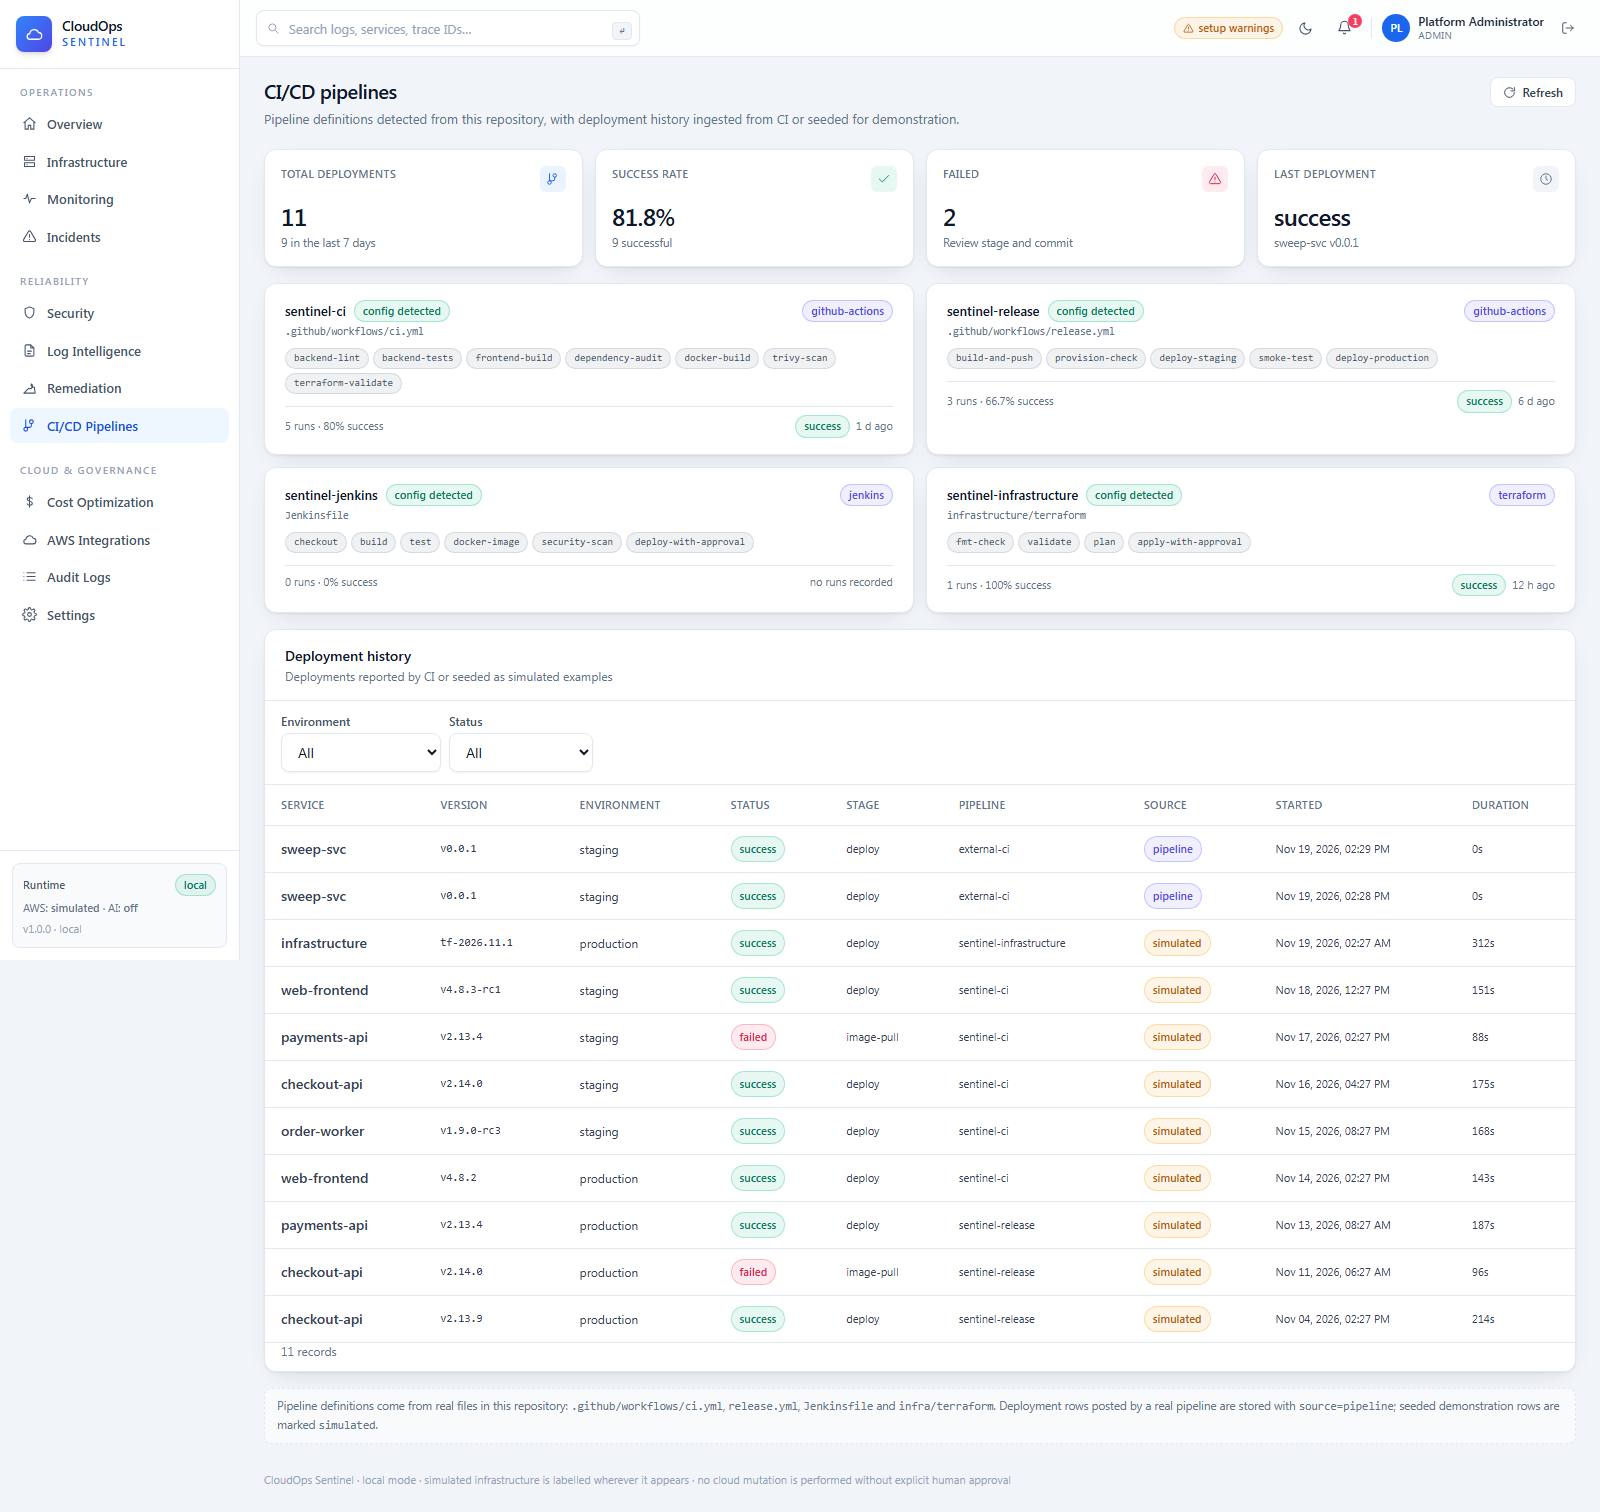 CloudOps
SENTINEL
Search logs, services, trace IDs...
setup warnings
1
PL
Platform Administrator
ADMIN
OPERATIONS
Overview
Infrastructure
Monitoring
Incidents
RELIABILITY
Security
Log Intelligence
Remediation
CI/CD Pipelines
CLOUD & GOVERNANCE
Cost Optimization
AWS Integrations
Audit Logs
Settings
Runtime
local
AWS: simulated · AI: off
v1.0.0 · local
CI/CD pipelines
Refresh
Pipeline definitions detected from this repository, with deployment history ingested from CI or seeded for demonstration.
TOTAL DEPLOYMENTS
11
9 in the last 7 days
SUCCESS RATE
81.8%
9 successful
FAILED
2
Review stage and commit
LAST DEPLOYMENT
success
sweep-svc v0.0.1
sentinel-ci config detected github-actions
.github/workflows/ci.yml
backend-lint backend-tests frontend-build dependency-audit docker-build trivy-scan
terraform-validate
5 runs · 80% success success 1 d ago
sentinel-release config detected github-actions
.github/workflows/release.yml
build-and-push provision-check deploy-staging smoke-test deploy-production
3 runs · 66.7% success success 6 d ago
sentinel-jenkins config detected jenkins
Jenkinsfile
checkout build test docker-image security-scan deploy-with-approval
0 runs · 0% success no runs recorded
sentinel-infrastructure config detected terraform
infrastructure/terraform
fmt-check validate plan apply-with-approval
1 runs · 100% success success 12 h ago
Deployment history
Deployments reported by CI or seeded as simulated examples
Environment Status
All All
SERVICE VERSION ENVIRONMENT STATUS STAGE PIPELINE SOURCE STARTED DURATION
sweep-svc v0.0.1 staging success deploy external-ci pipeline Nov 19, 2026, 02:29 PM 0s
sweep-svc v0.0.1 staging success deploy external-ci pipeline Nov 19, 2026, 02:28 PM 0s
infrastructure tf-2026.11.1 production success deploy sentinel-infrastructure simulated Nov 19, 2026, 02:27 AM 312s
web-frontend v4.8.3-rc1 staging success deploy sentinel-ci simulated Nov 18, 2026, 12:27 PM 151s
payments-api v2.13.4 staging failed image-pull sentinel-ci simulated Nov 17, 2026, 02:27 PM 88s
checkout-api v2.14.0 staging success deploy sentinel-ci simulated Nov 16, 2026, 04:27 PM 175s
order-worker v1.9.0-rc3 staging success deploy sentinel-ci simulated Nov 15, 2026, 08:27 PM 168s
web-frontend v4.8.2 production success deploy sentinel-ci simulated Nov 14, 2026, 02:27 PM 143s
payments-api v2.13.4 production success deploy sentinel-release simulated Nov 13, 2026, 08:27 AM 187s
checkout-api v2.14.0 production failed image-pull sentinel-release simulated Nov 11, 2026, 06:27 AM 96s
checkout-api v2.13.9 production success deploy sentinel-release simulated Nov 04, 2026, 02:27 PM 214s
11 records
Pipeline definitions come from real files in this repository: .github/workflows/ci.yml, release.yml, Jenkinsfile and infra/terraform. Deployment rows posted by a real pipeline are stored with source=pipeline; seeded demonstration rows are
marked simulated.
CloudOps Sentinel · local mode · simulated infrastructure is labelled wherever it appears · no cloud mutation is performed without explicit human approval